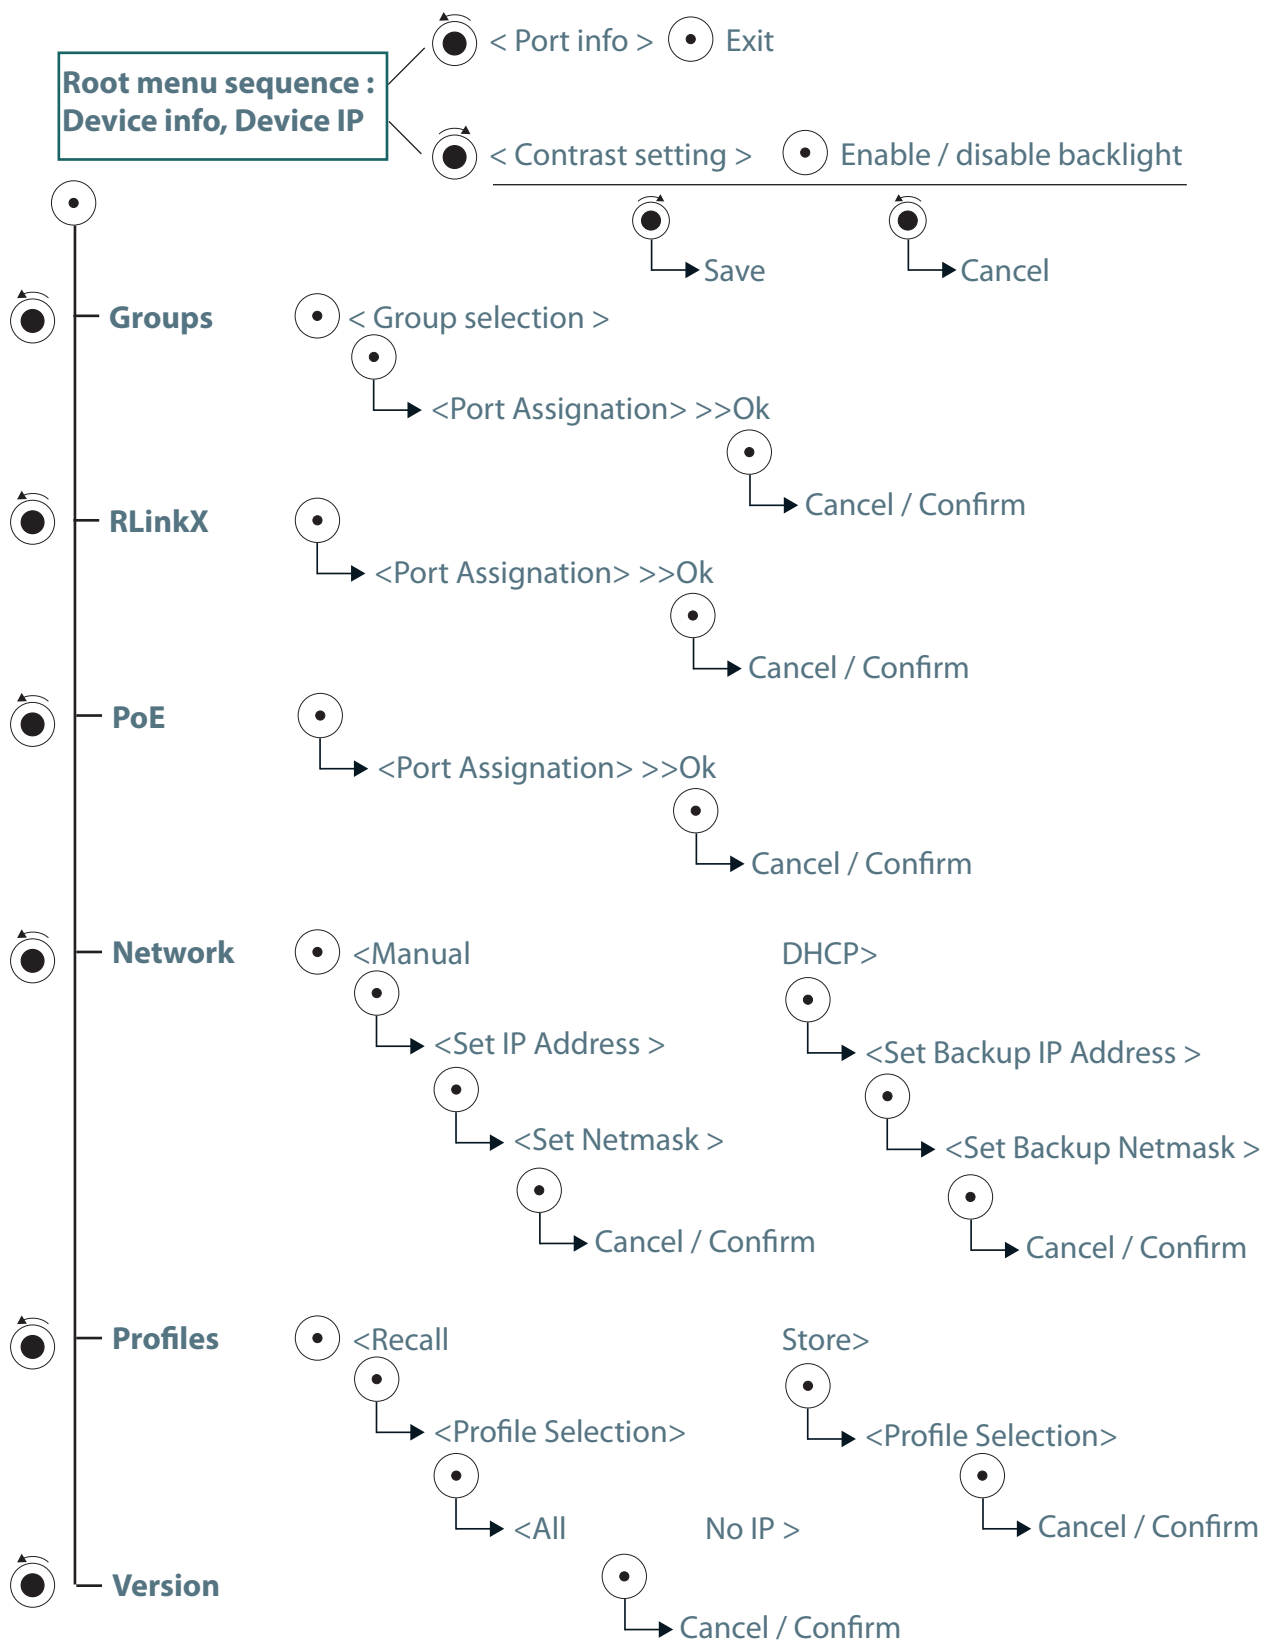 < Port info > Exit
Root menu sequence :
Device info, Device IP
< Contrast setting > Enable / disable backlight
Save Cancel
Groups < Group selection >
<Port Assignation> >>Ok
Cancel / Confirm
RLinkX
<Port Assignation> >>Ok
Cancel / Confirm
PoE
<Port Assignation> >>Ok
Cancel / Confirm
Network <Manual DHCP>
<Set IP Address > <Set Backup IP Address >
<Set Netmask > <Set Backup Netmask >
Cancel / Confirm Cancel / Confirm
Profiles <Recall Store>
<Profile Selection> <Profile Selection>
<All No IP > Cancel / Confirm
Version
Cancel / Confirm